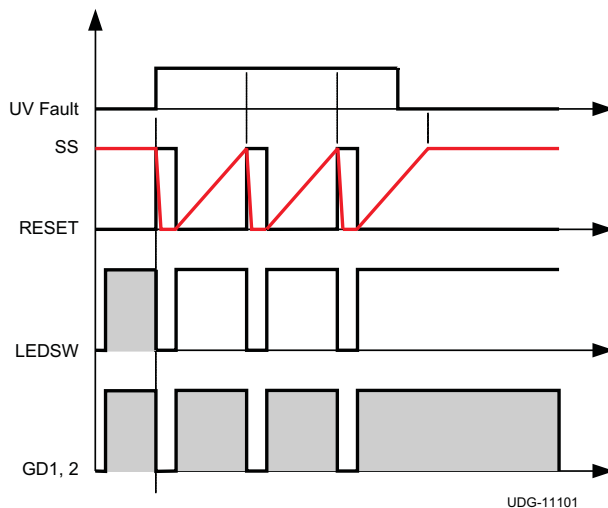 UV Fault
SS
RESET
LEDSW
GD1, 2
UDG-11101